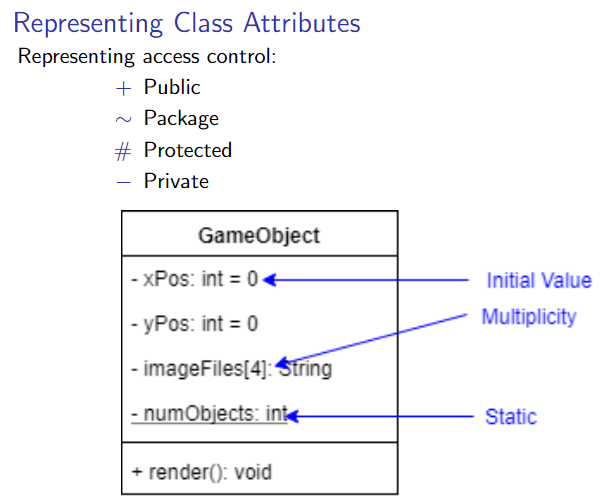 Representing Class Attributes
Representing access control:
+ Public
~ Package
# Protected
− Private
GameObject
- xPos: int = 0
Initial Value
- yPos: int = 0
Multiplicity
- imageFiles[4]: String
- numObjects: int
Static
+ render(): void